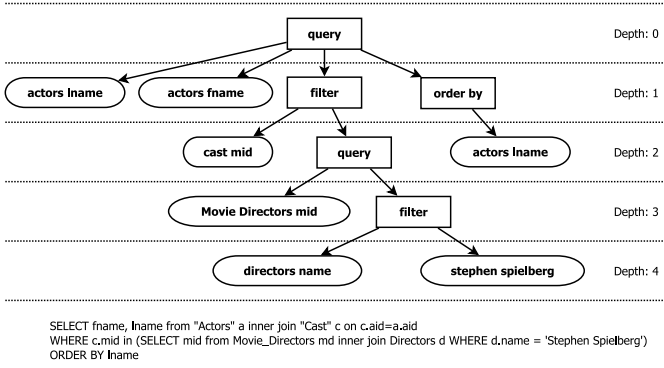 query
Depth: 0
actors lname
actors fname
filter
order by
Depth: 1
cast mid
query
actors lname
Depth: 2
Movie Directors mid
filter
Depth: 3
directors name
stephen spielberg
Depth: 4
SELECT fname, lname from "Actors" a inner join "Cast" c on c.aid=a.aid
WHERE c.mid in (SELECT mid from Movie_Directors md inner join Directors d WHERE d.name = 'Stephen Spielberg')
ORDER BY lname